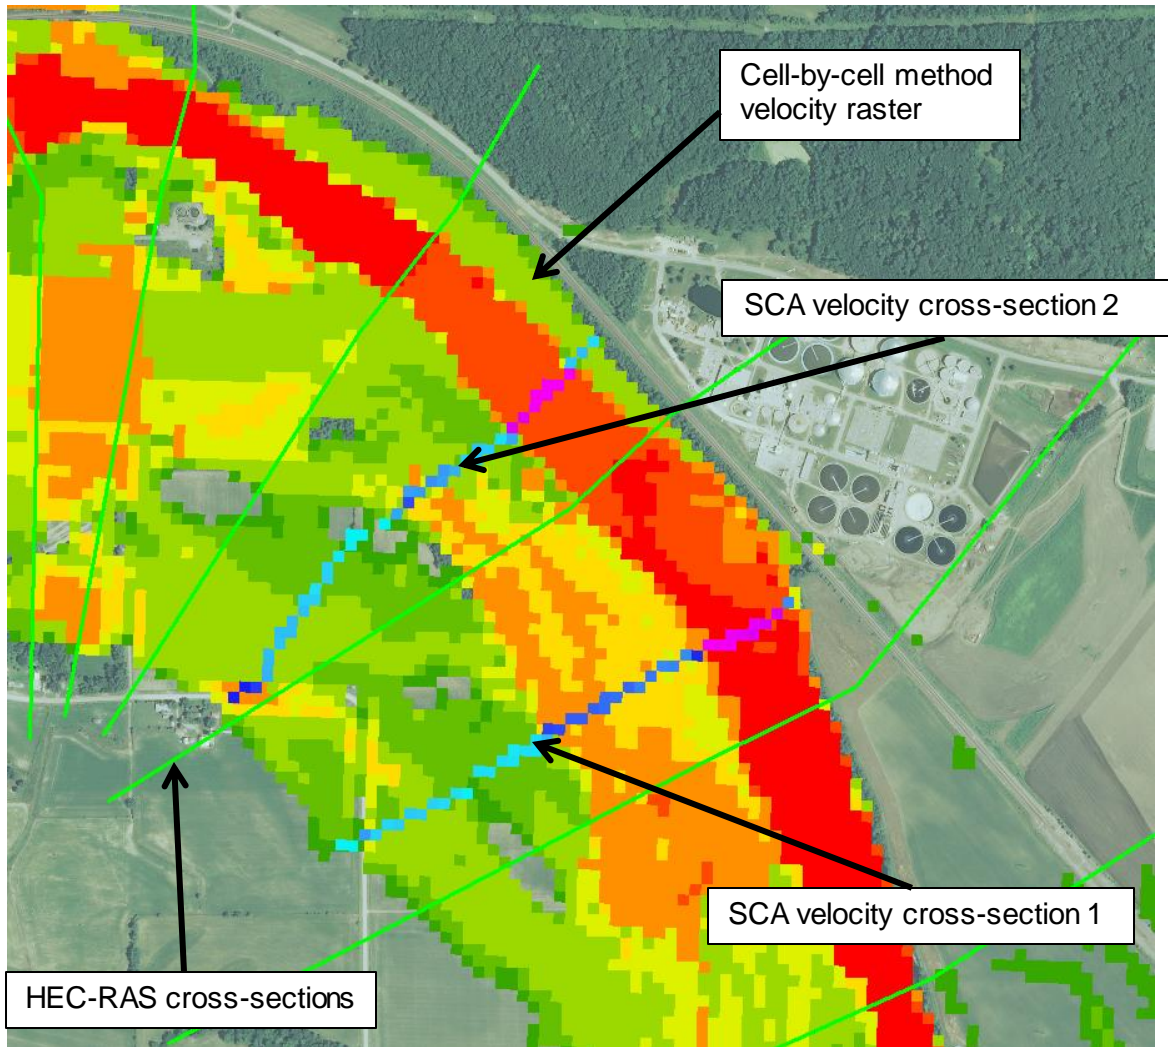 Cell-by-cell method
velocity raster
SCA velocity cross-section 2
SCA velocity cross-section 1
HEC-RAS cross-sections